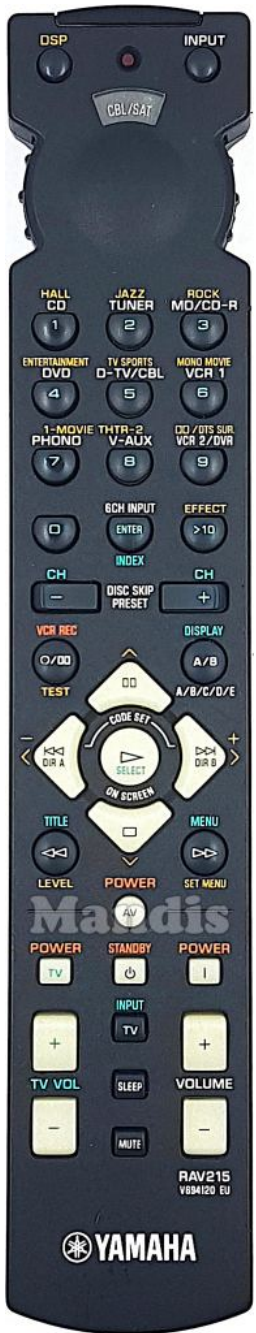 DSP INPUT
CBL/SAT
HALL JAZZ ROCK
CD TUNER MD/CD-R
1 2 3
ENTERTAINMENT TV SPORTS MONO MOVIE
DVD D-TV/CBL VCR 1
4 5 6
1-MOVIE THTR-2 /DTS SUR.
PHONO V-AUX VCR 2/DVR
7 8 9
6CH INPUT EFFECT
0 ENTER >10
INDEX
CH CH
- DISC SKIP +
PRESET
VCR REC DISPLAY
A/B
TEST A/B/C/D/E
CODE SET
- +
DIR A SELECT DIR B
ON SCREEN
TITLE MENU
LEVEL POWER SET MENU
AV
Mandis
POWER STANDBY POWER
TV I
INPUT
+ TV +
TV VOL SLEEP VOLUME
- MUTE -
RAV215
V694120 EU
YAMAHA